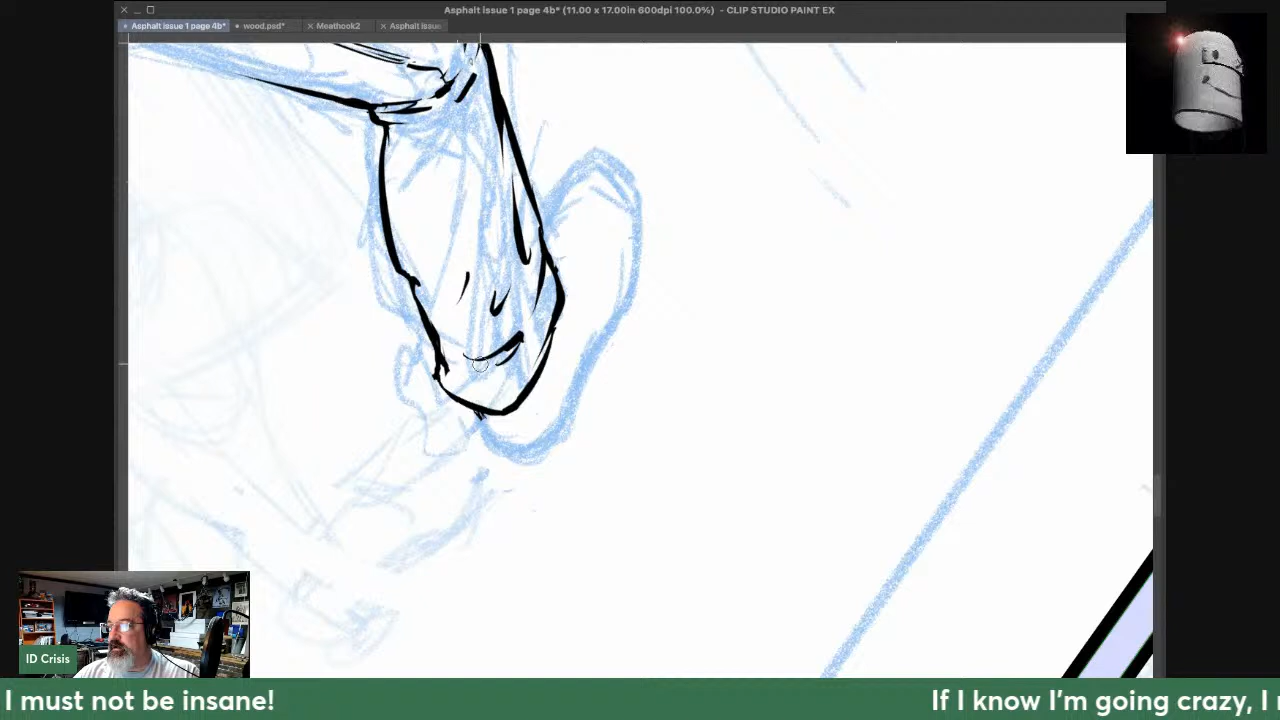 Asphalt issue 1 page 4b* (11.00 x 17.00in 600dpi 100.0%) - CLIP STUDIO PAINT EX
Asphalt issue 1 page 4b* wood.psd* Meathook2 Asphalt issue
ID Crisis
I must not be insane! If I know I'm going crazy, I